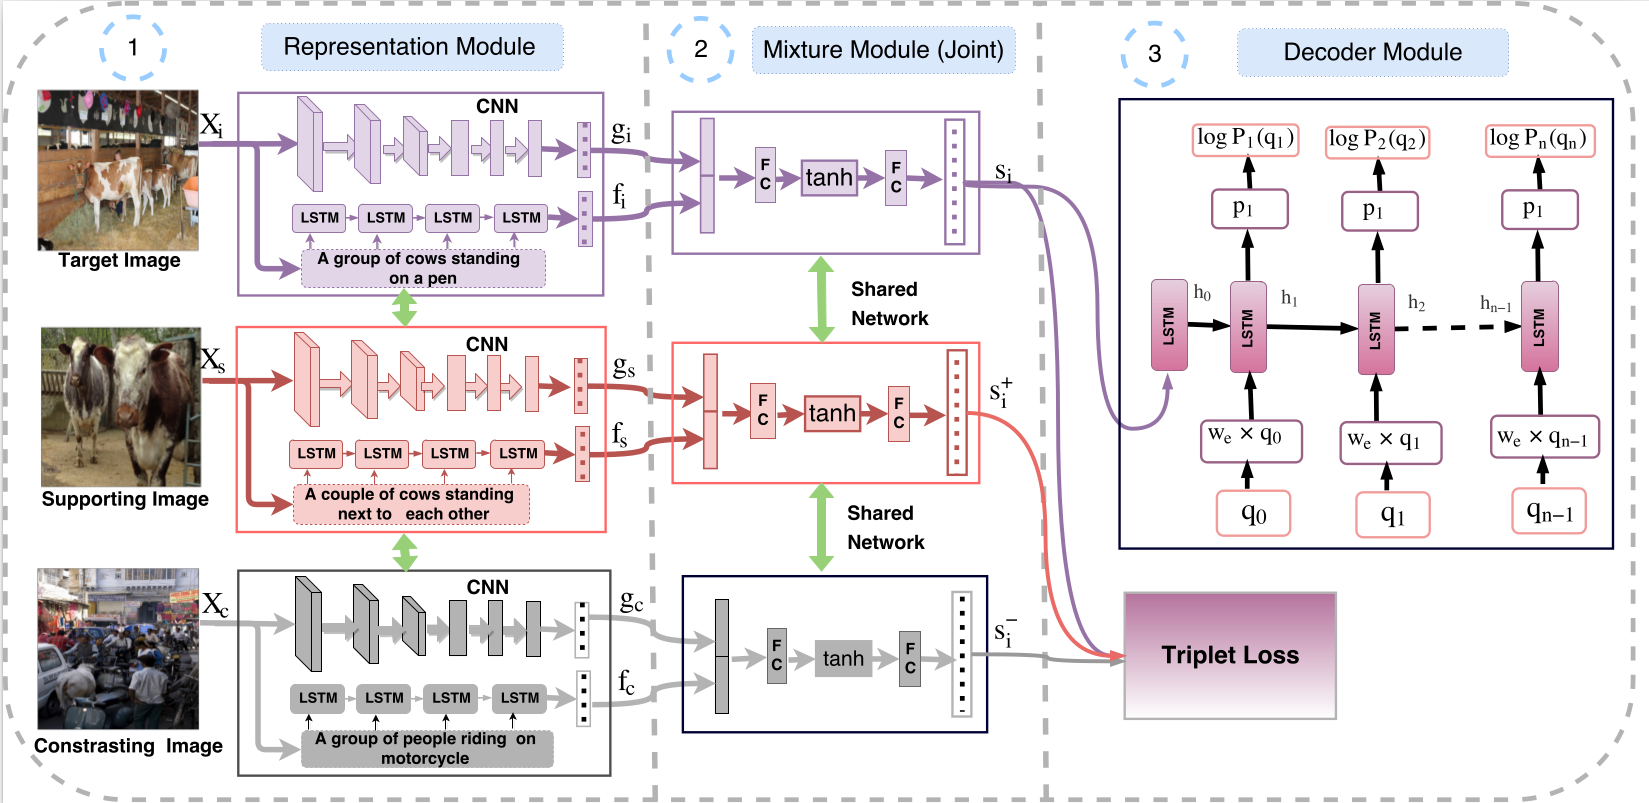 1
Representation Module
2
Mixture Module (Joint)
3
Decoder Module
X_i
CNN
g_i
f_i
LSTM LSTM LSTM LSTM
A group of cows standing
on a pen
Target Image
F
C
tanh
F
C
s_i
Shared
Network
X_s
CNN
g_s
f_s
LSTM LSTM LSTM LSTM
A couple of cows standing
next to each other
Supporting Image
F
C
tanh
F
C
s_i^+
Shared
Network
X_c
CNN
g_c
f_c
LSTM LSTM LSTM LSTM
A group of people riding on
motorcycle
Constrasting Image
F
C
tanh
F
C
s_i^-
log P_1(q_1) log P_2(q_2) log P_n(q_n)
p_1 p_1 p_1
h_0 h_1 h_2 h_{n-1}
LSTM LSTM LSTM LSTM
w_e × q_0 w_e × q_1 w_e × q_{n-1}
q_0 q_1 q_{n-1}
Triplet Loss